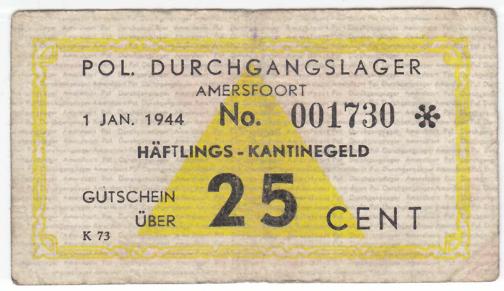 POL. DURCHGANGSLAGER
AMERSFOORT
1 JAN. 1944 No. 001730 *
HÄFTLINGS - KANTINEGELD
GUTSCHEIN ÜBER 25 CENT
K 73